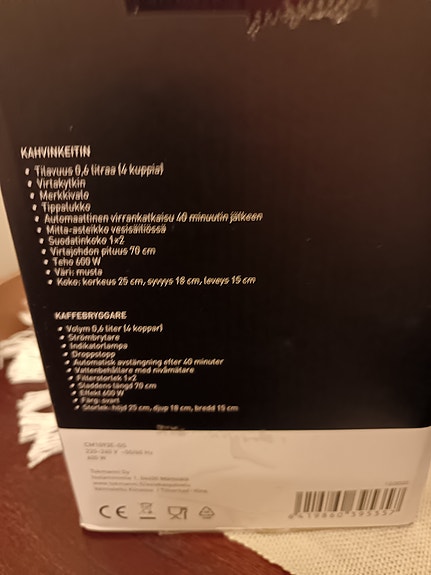 KAHVINKEITIN
• Tilavuus 0,6 litraa (4 kuppia)
• Virtakytkin
• Merkkivalo
• Tippalukko
• Automaattinen virrankatkaisu 40 minuutin jälkeen
• Mitta-asteikko vesisäiliössä
• Suodatinkoko 1x2
• Virtajohdon pituus 70 cm
• Teho 600 W
• Väri: musta
• Koko: korkeus 25 cm, syvyys 18 cm, leveys 15 cm
KAFFEBRYGGARE
• Volym 0,6 liter (4 koppar)
• Strömbrytare
• Indikatorlampa
• Droppstopp
• Automatisk avstängning efter 40 minuter
• Vattenbehållare med nivåmätare
• Filterstorlek 1x2
• Sladdens längd 70 cm
• Effekt 600 W
• Färg: svart
• Storlek: höjd 25 cm, djup 18 cm, bredd 15 cm
220-240 V ~50/60 Hz
600 W
Tokmanni Oy
CE